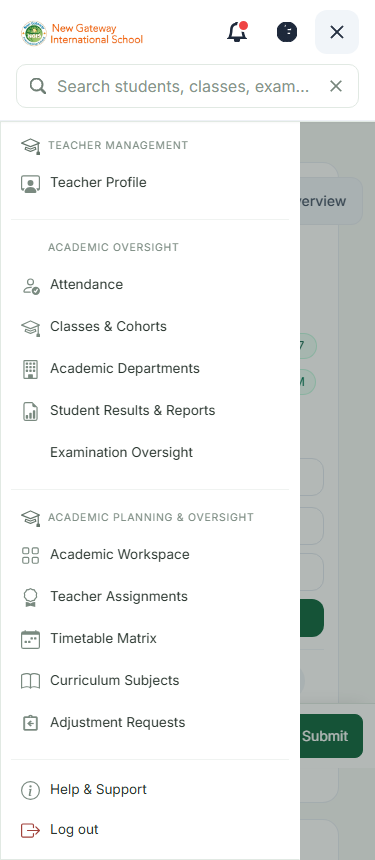 New Gateway
International School
Search students, classes, exam...
TEACHER MANAGEMENT
Teacher Profile
verview
ACADEMIC OVERSIGHT
Attendance
Classes & Cohorts
7
Academic Departments
M
Student Results & Reports
Examination Oversight
ACADEMIC PLANNING & OVERSIGHT
Academic Workspace
Teacher Assignments
Timetable Matrix
Curriculum Subjects
Adjustment Requests
Submit
Help & Support
Log out